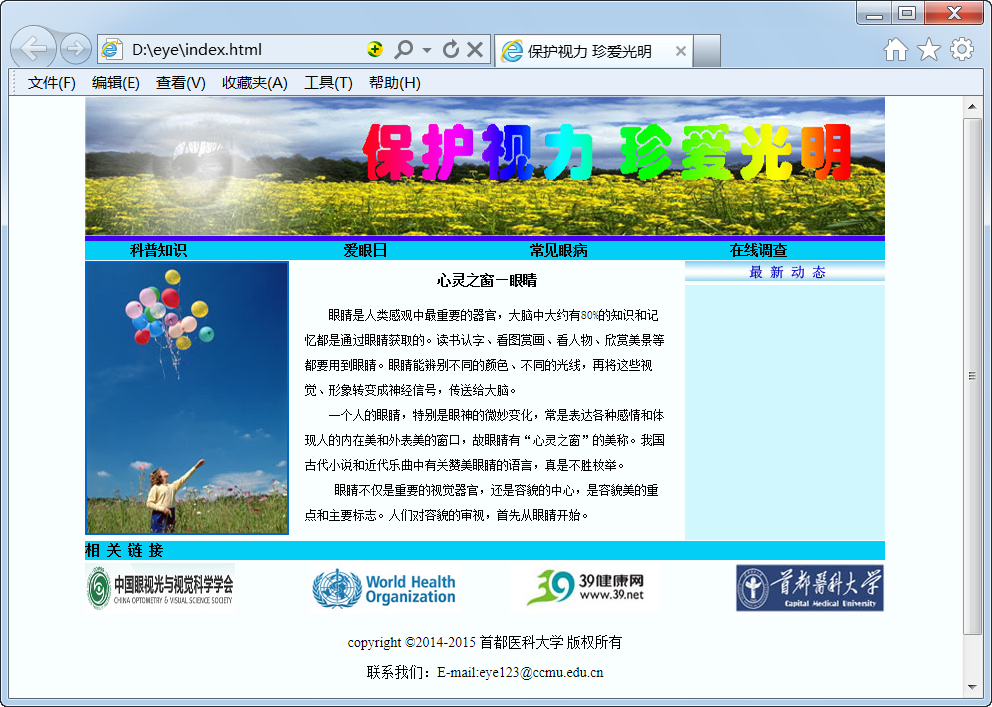 D:\eye\index.html
保护视力 珍爱光明
文件(F) 编辑(E) 查看(V) 收藏夹(A) 工具(T) 帮助(H)
保护视力 珍爱光明
科普知识 爱眼日 常见眼病 在线调查
心灵之窗—眼睛
眼睛是人类感观中最重要的器官，大脑中大约有80%的知识和记
忆都是通过眼睛获取的。读书认字、看图赏画、看人物、欣赏美景等
都要用到眼睛。眼睛能辨别不同的颜色、不同的光线，再将这些视
觉、形象转变成神经信号，传送给大脑。
一个人的眼睛，特别是眼神的微妙变化，常是表达各种感情和体
现人的内在美和外表美的窗口，故眼睛有“心灵之窗”的美称。我国
古代小说和近代乐曲中有关赞美眼睛的语言，真是不胜枚举。
眼睛不仅是重要的视觉器官，还是容貌的中心，是容貌美的重
点和主要标志。人们对容貌的审视，首先从眼睛开始。
最 新 动 态
相 关 链 接
中国眼视光与视觉科学学会
CHINA OPTOMETRY & VISUAL SCIENCE SOCIETY
World Health
Organization
39健康网
www.39.net
首都醫科大学
Capital Medical University
copyright ©2014-2015 首都医科大学 版权所有
联系我们：E-mail:eye123@ccmu.edu.cn